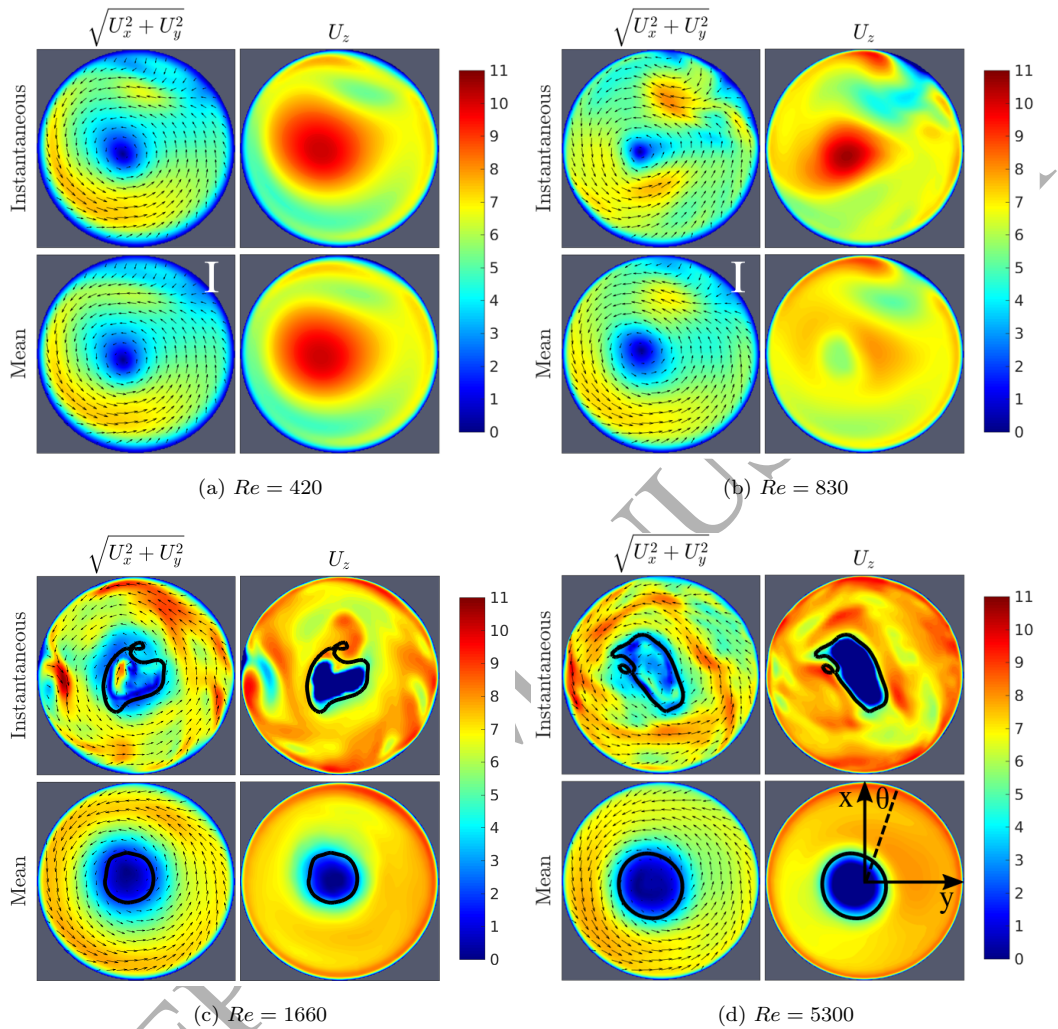 √(U_x^2 + U_y^2) U_z √(U_x^2 + U_y^2) U_z
Instantaneous 11 10 9 8 7 6 5 4 3 2 1 0 Instantaneous 11 10 9 8 7 6 5 4 3 2 1 0
Mean I Mean I
(a) Re = 420 (b) Re = 830
√(U_x^2 + U_y^2) U_z √(U_x^2 + U_y^2) U_z
Instantaneous 11 10 9 8 7 6 5 4 3 2 1 0 Instantaneous 11 10 9 8 7 6 5 4 3 2 1 0
Mean Mean x θ y
(c) Re = 1660 (d) Re = 5300